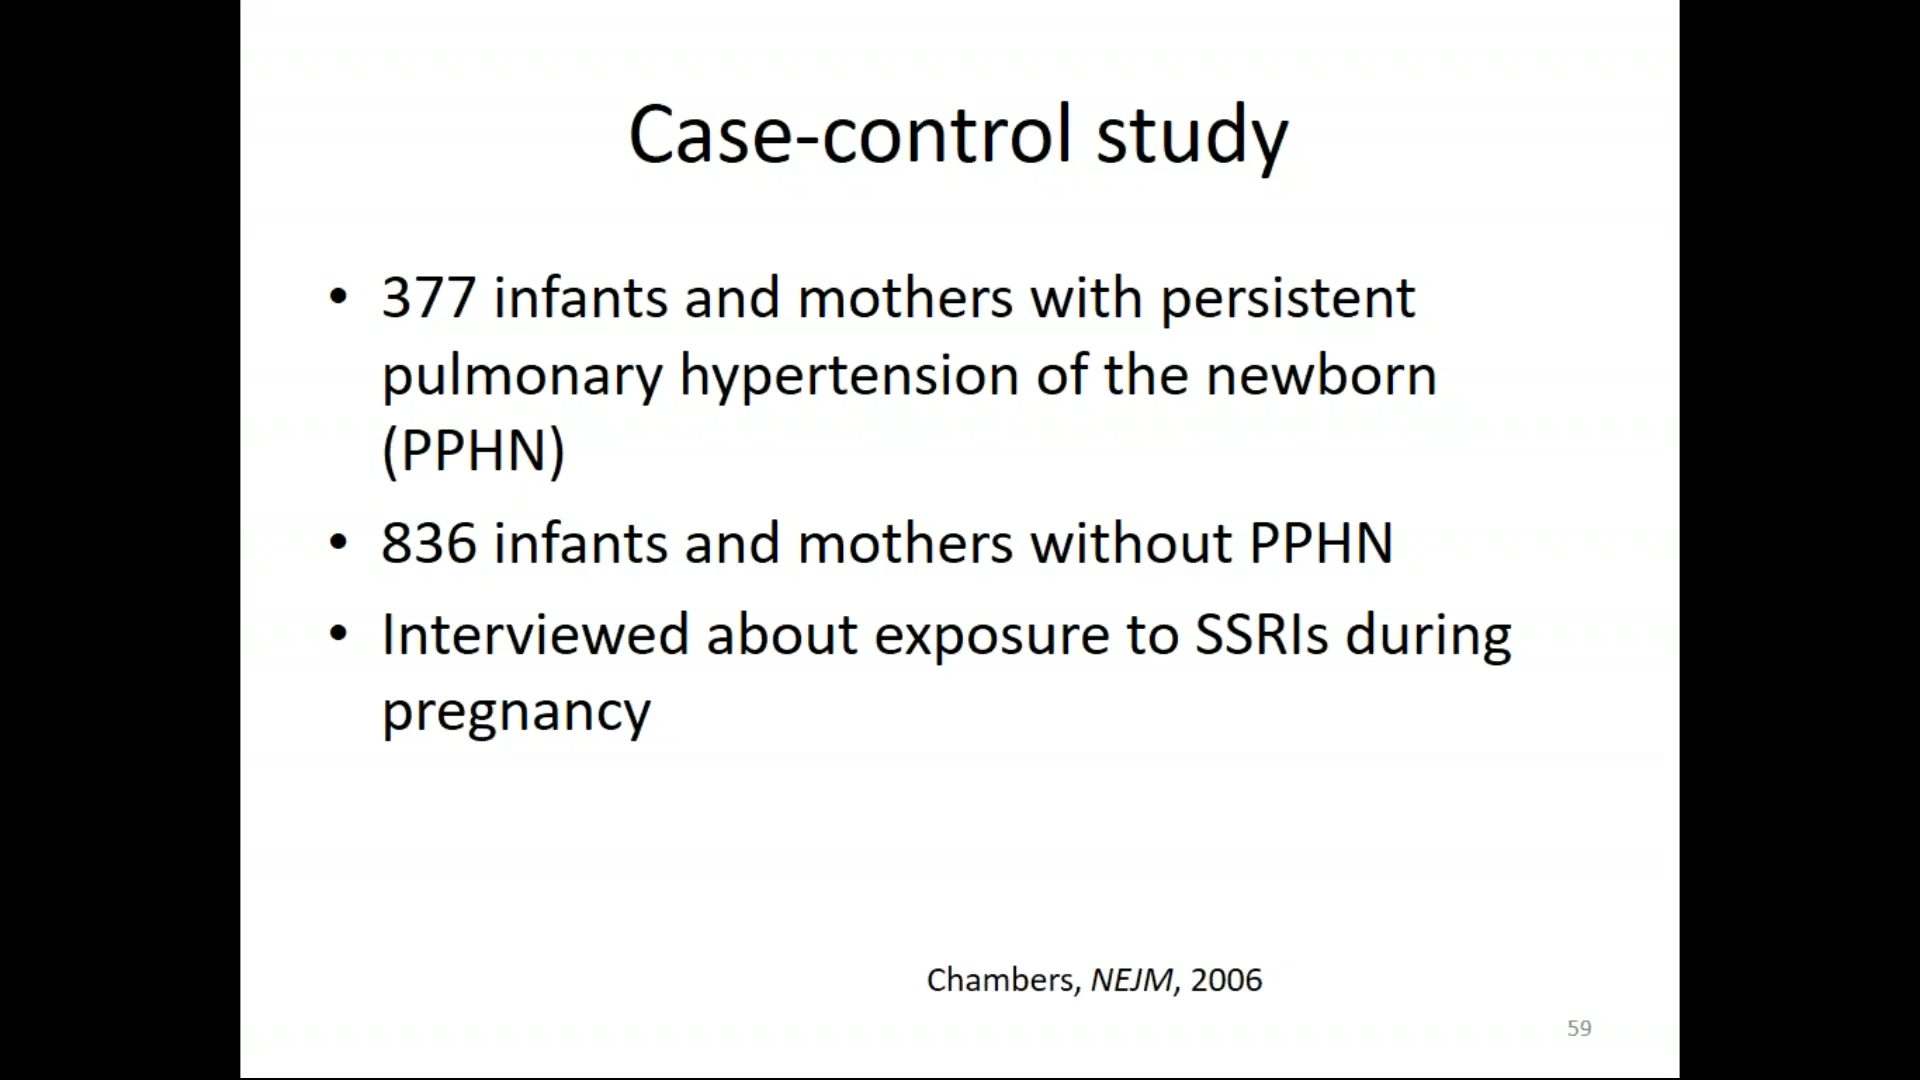 Case-control study
• 377 infants and mothers with persistent
pulmonary hypertension of the newborn
(PPHN)
• 836 infants and mothers without PPHN
• Interviewed about exposure to SSRIs during
pregnancy
Chambers, NEJM, 2006
59